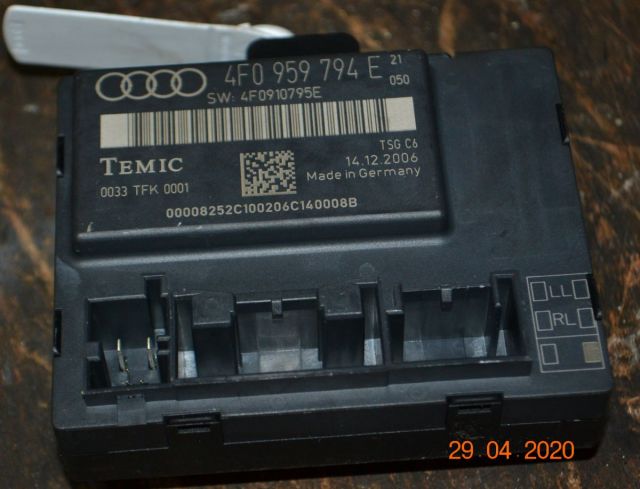 4F0 959 794 E 21
050
SW: 4F0910795E
TSG C6
TEMIC 14.12.2006
Made in Germany
0033 TFK 0001
00008252C100206C140008B
LL
RL
29 04 2020